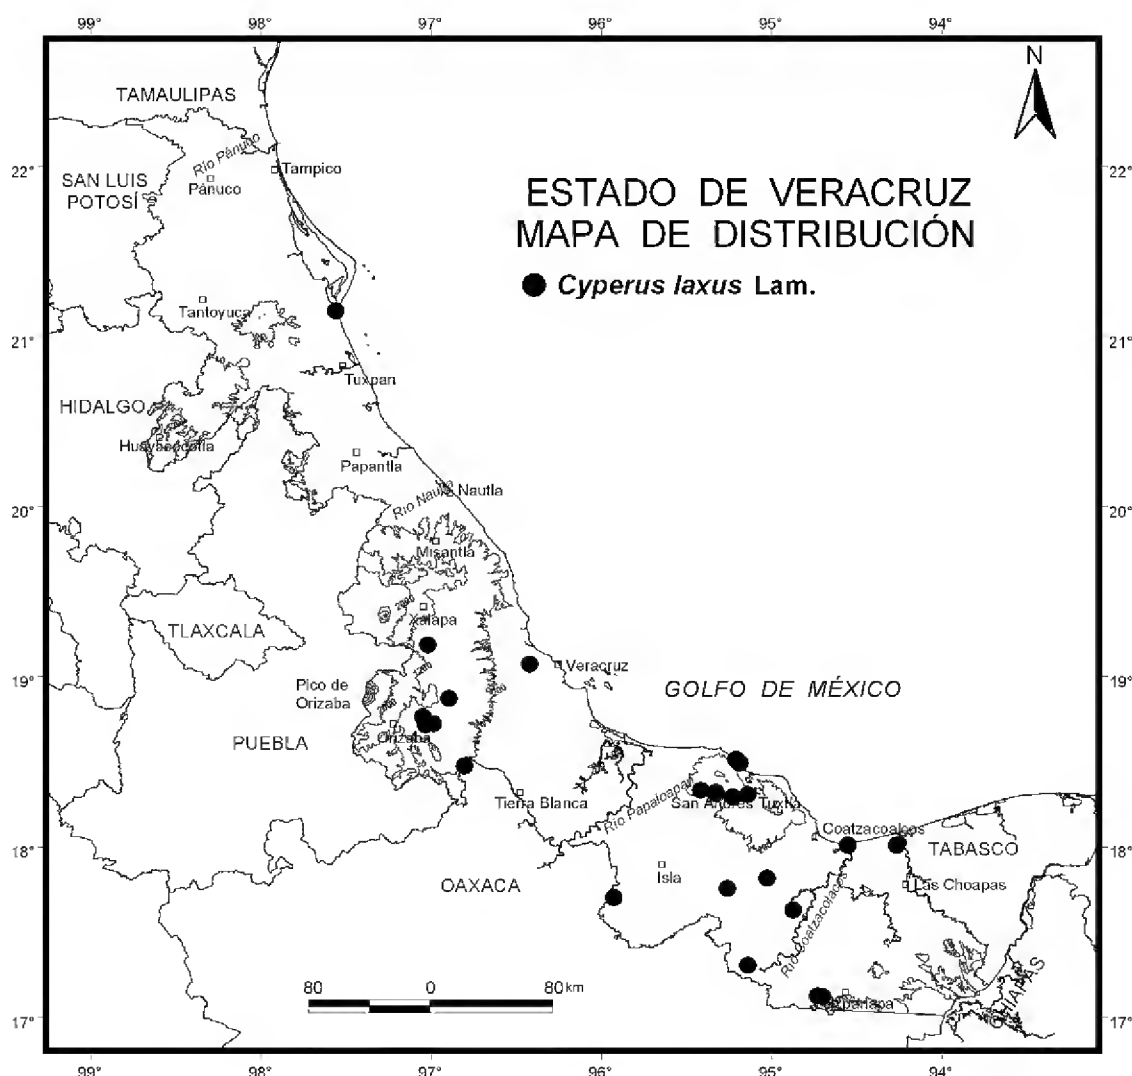 99° 98° 97° 96° 95° 94°
N
TAMAULIPAS
Río Pánuco
22° Tampico 22°
SAN LUIS
POTOSÍ
Pánuco
ESTADO DE VERACRUZ
MAPA DE DISTRIBUCIÓN
Cyperus laxus Lam.
Tantoyuca
21° 21°
Tuxpan
HIDALGO
Huayacocotla
Papantla
Río Nautla
Nautla
20° 20°
Misantla
Xalapa
TLAXCALA
Veracruz
19° 19°
Pico de
Orizaba
GOLFO DE MÉXICO
Orizaba
PUEBLA
Tierra Blanca
Río Papaloapan
San Andrés Tuxtla
Coatzacoalcos
18° 18°
TABASCO
OAXACA
Isla
Las Choapas
Río Coatzacoalcos
CHIAPAS
80 0 80 km
17° 17°
99° 98° 97° 96° 95° 94°